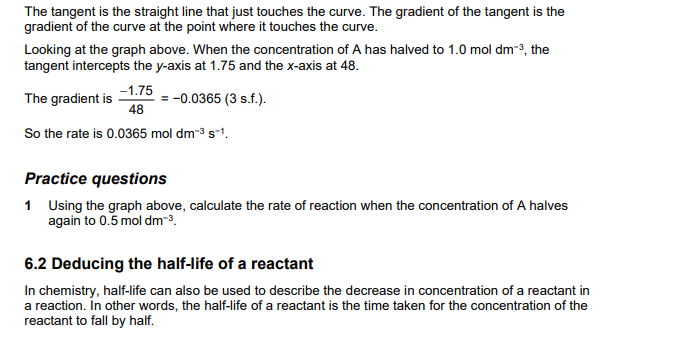 The tangent is the straight line that just touches the curve. The gradient of the tangent is the
gradient of the curve at the point where it touches the curve.
Looking at the graph above. When the concentration of A has halved to 1.0 mol dm⁻³, the
tangent intercepts the y-axis at 1.75 and the x-axis at 48.
The gradient is −1.75/48 = −0.0365 (3 s.f.).
So the rate is 0.0365 mol dm⁻³ s⁻¹.
Practice questions
1 Using the graph above, calculate the rate of reaction when the concentration of A halves
again to 0.5 mol dm⁻³.
6.2 Deducing the half-life of a reactant
In chemistry, half-life can also be used to describe the decrease in concentration of a reactant in
a reaction. In other words, the half-life of a reactant is the time taken for the concentration of the
reactant to fall by half.